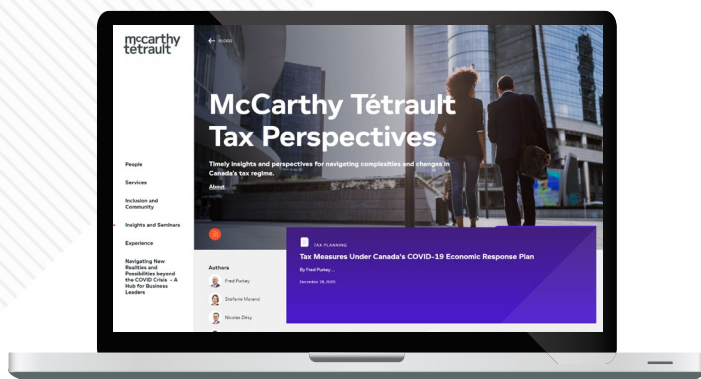 mccarthy
tetrault
← BLOGS
McCarthy Tétrault
Tax Perspectives
Timely insights and perspectives for navigating complexities and changes in
Canada's tax regime.
About
People
Services
Inclusion and
Community
Insights and Seminars
Experience
Navigating New
Realities and
Possibilities beyond
the COVID Crisis - A
Hub for Business
Leaders
Authors
Fred Purkey
Stefanie Morand
Nicolas Désy
TAX PLANNING
Tax Measures Under Canada's COVID-19 Economic Response Plan
By Fred Purkey ...
December 18, 2020